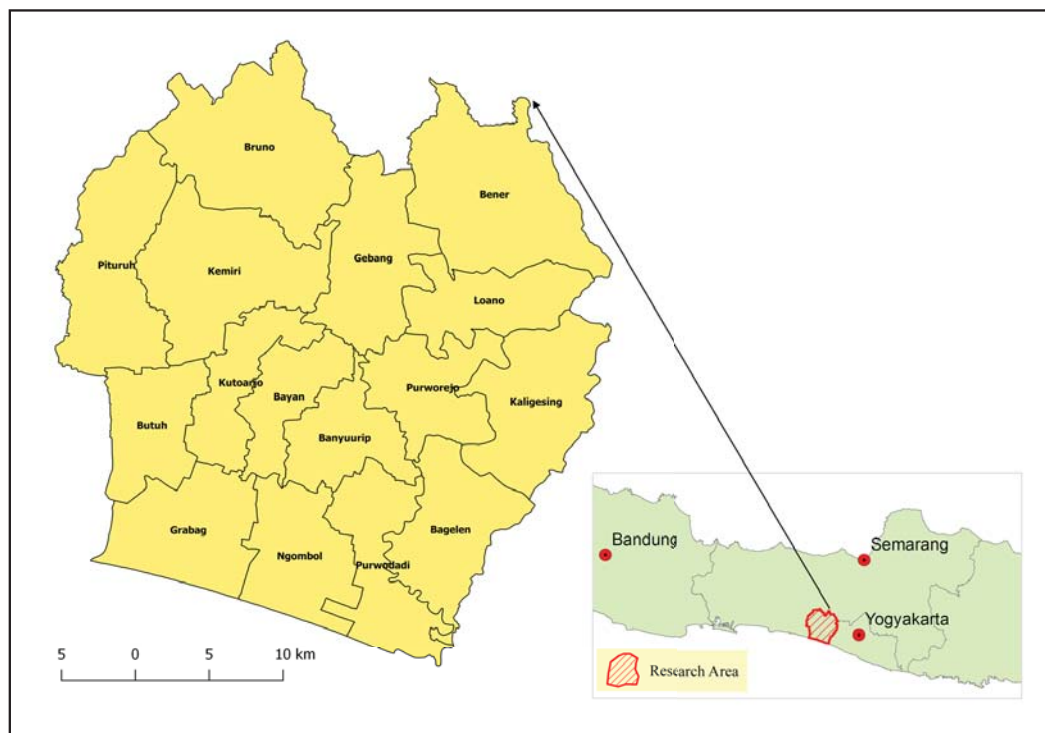 Bruno
Bener
Pituruh
Kemiri
Gebang
Loano
Kutoarjo
Bayan
Purworejo
Kaligesing
Butuh
Banyuurip
Grabag
Ngombol
Purwodadi
Bagelen
5 0 5 10 km
Bandung
Semarang
Yogyakarta
Research Area